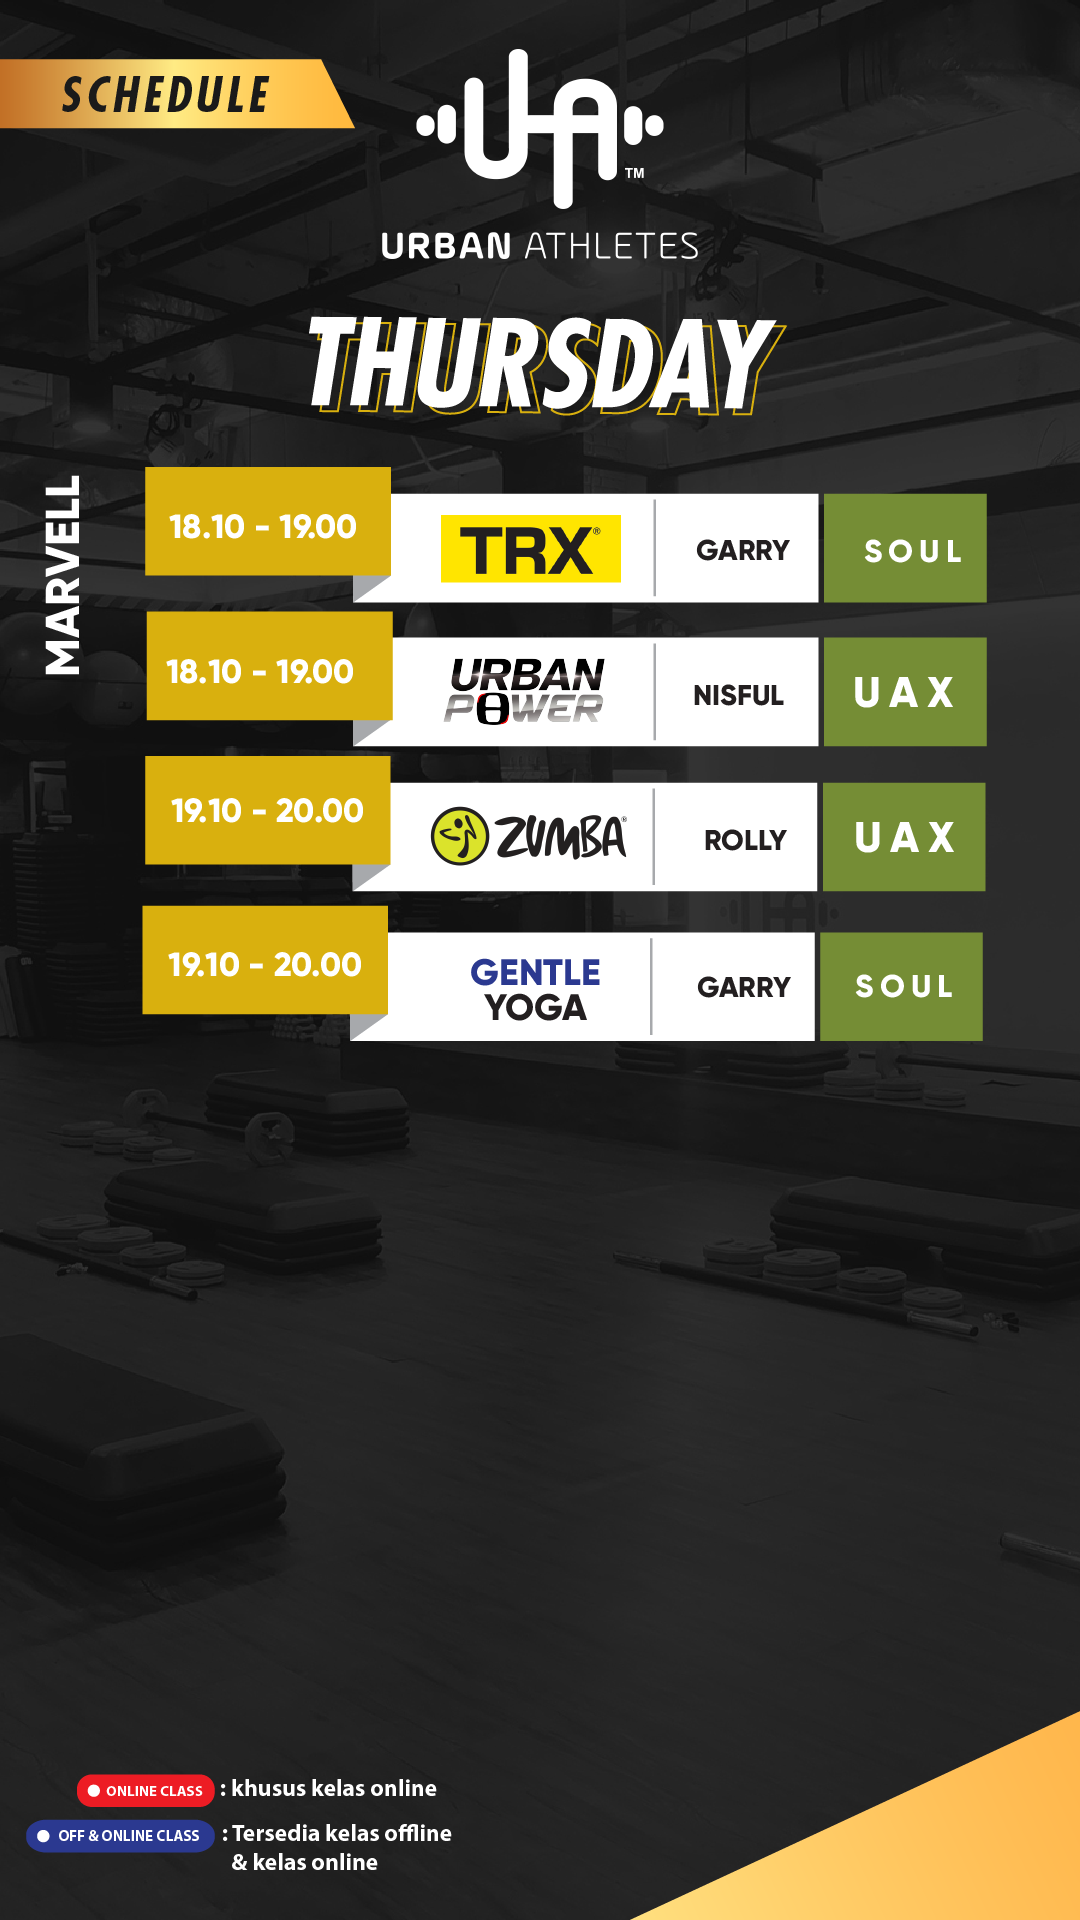 SCHEDULE
UA™
URBAN ATHLETES
THURSDAY
MARVELL
18.10 - 19.00 TRX® GARRY SOUL
18.10 - 19.00 URBAN POWER NISFUL UAX
19.10 - 20.00 ZUMBA® ROLLY UAX
19.10 - 20.00 GENTLE YOGA GARRY SOUL
ONLINE CLASS : khusus kelas online
OFF & ONLINE CLASS : Tersedia kelas offline
& kelas online